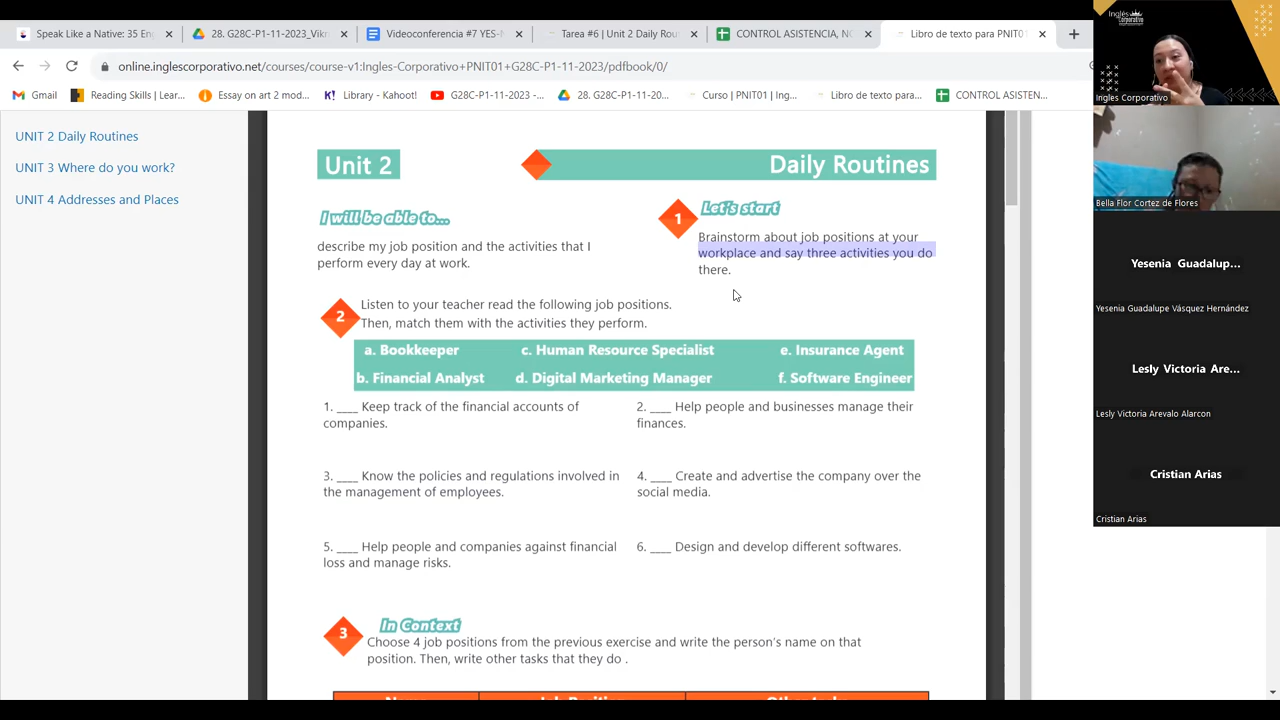 Speak Like a Native: 35 En
28. G28C-P1-11-2023_Vikn
Videoconferencia #7 YES-N
Tarea #6 | Unit 2 Daily Rou
CONTROL ASISTENCIA, NO
Libro de texto para PNIT01
online.inglescorporativo.net/courses/course-v1:Ingles-Corporativo+PNIT01+G28C-P1-11-2023/pdfbook/0/
Gmail
Reading Skills | Lear...
Essay on art 2 mod...
Library - Kahoot!
G28C-P1-11-2023 -...
28. G28C-P1-11-20...
Curso | PNIT01 | Ing...
Libro de texto para...
CONTROL ASISTEN...
UNIT 2 Daily Routines
UNIT 3 Where do you work?
UNIT 4 Addresses and Places
Unit 2
Daily Routines
I will be able to...
describe my job position and the activities that I
perform every day at work.
1
Let's start
Brainstorm about job positions at your
workplace and say three activities you do
there.
2
Listen to your teacher read the following job positions.
Then, match them with the activities they perform.
a. Bookkeeper
c. Human Resource Specialist
e. Insurance Agent
b. Financial Analyst
d. Digital Marketing Manager
f. Software Engineer
1. ____ Keep track of the financial accounts of
companies.
2. ____ Help people and businesses manage their
finances.
3. ____ Know the policies and regulations involved in
the management of employees.
4. ____ Create and advertise the company over the
social media.
5. ____ Help people and companies against financial
loss and manage risks.
6. ____ Design and develop different softwares.
3
In Context
Choose 4 job positions from the previous exercise and write the person's name on that
position. Then, write other tasks that they do .
Inglés
Corporativo
Ingles Corporativo
Bella Flor Cortez de Flores
Yesenia Guadalup...
Yesenia Guadalupe Vásquez Hernández
Lesly Victoria Are...
Lesly Victoria Arevalo Alarcon
Cristian Arias
Cristian Arias